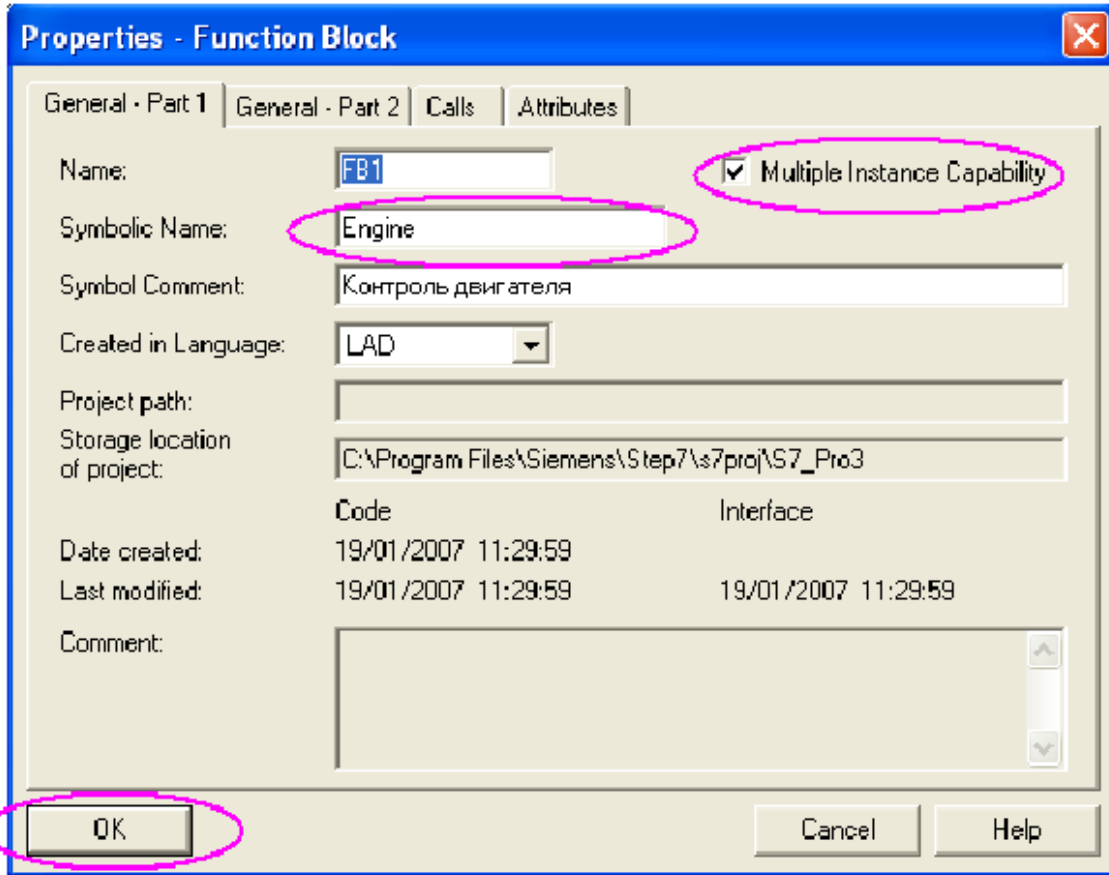 Properties - Function Block
General - Part 1 General - Part 2 Calls Attributes
Name: FB1 Multiple Instance Capability
Symbolic Name: Engine
Symbol Comment: Контроль двигателя
Created in Language: LAD
Project path:
Storage location
of project: C:\Program Files\Siemens\Step7\s7proj\S7_Pro3
Code Interface
Date created: 19/01/2007 11:29:59
Last modified: 19/01/2007 11:29:59 19/01/2007 11:29:59
Comment:
OK Cancel Help